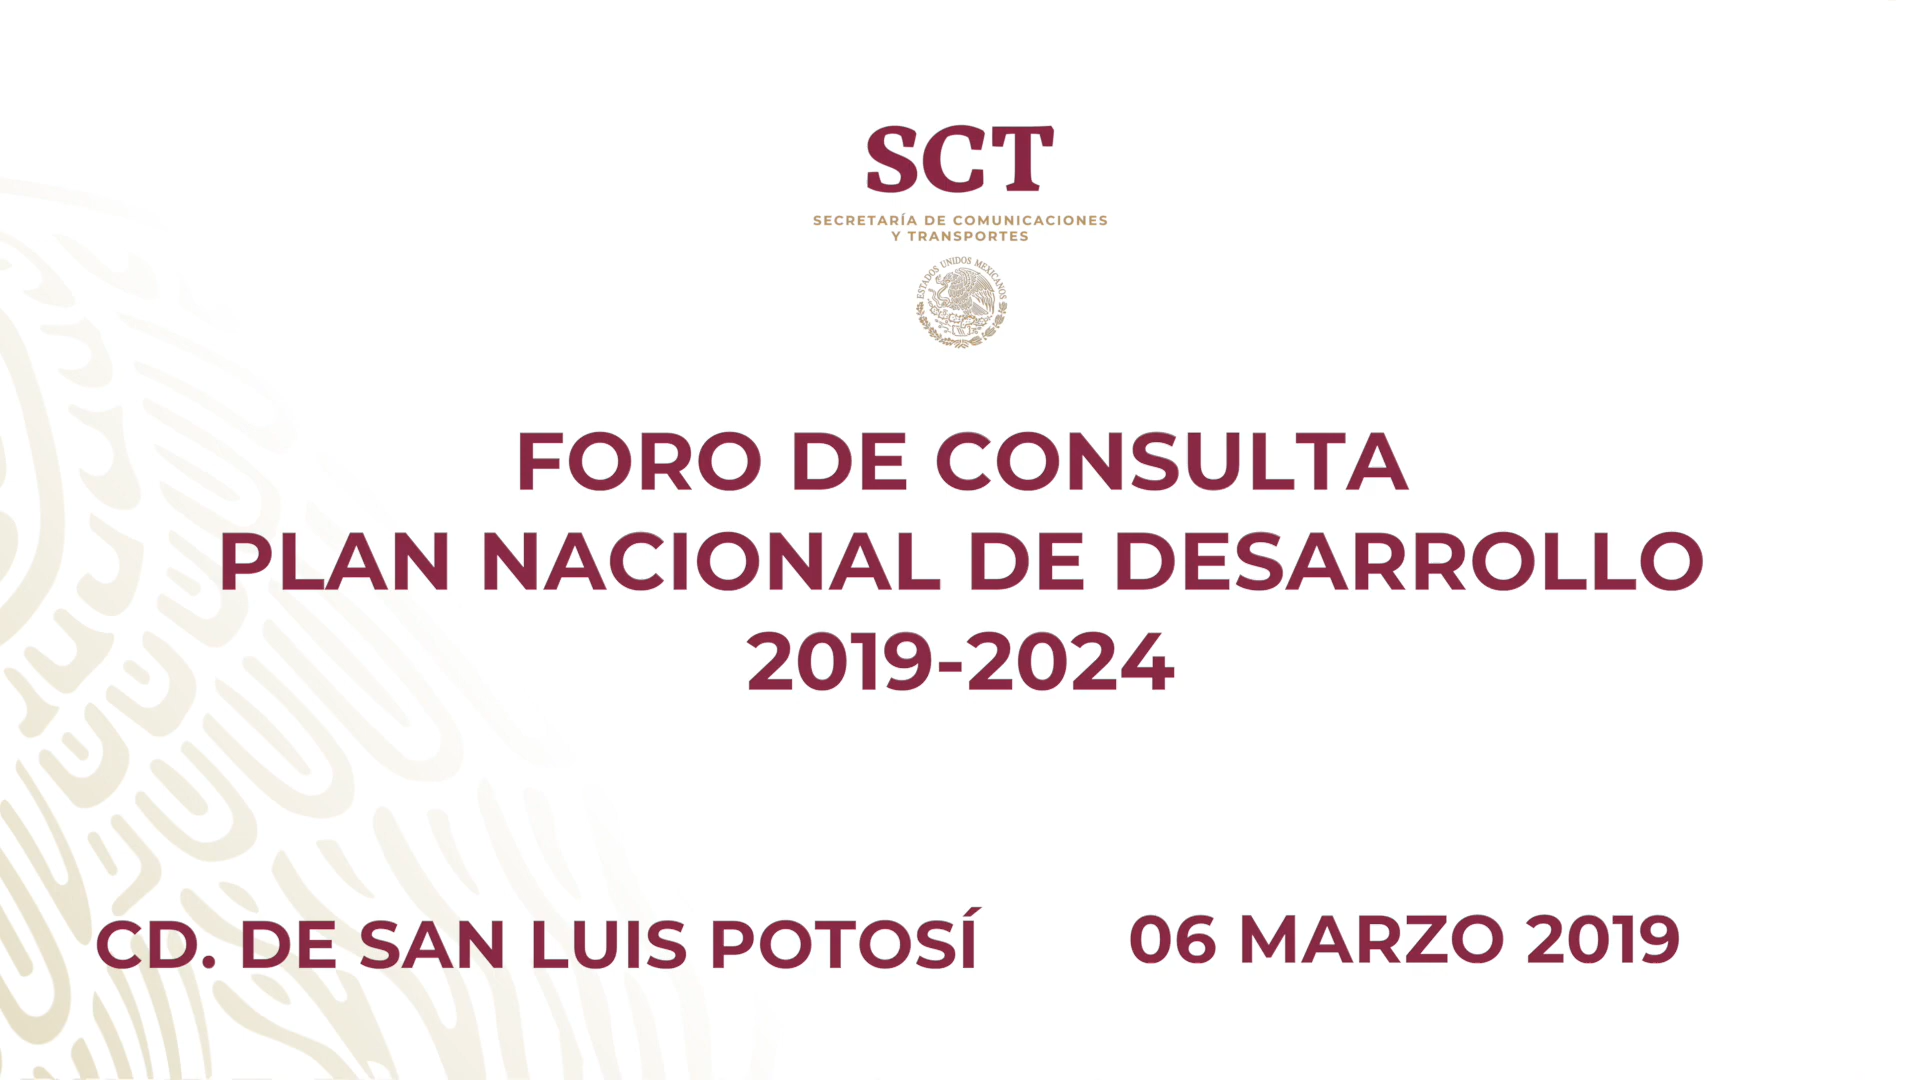 SCT
SECRETARÍA DE COMUNICACIONES
Y TRANSPORTES
ESTADOS UNIDOS MEXICANOS
FORO DE CONSULTA
PLAN NACIONAL DE DESARROLLO
2019-2024
CD. DE SAN LUIS POTOSÍ
06 MARZO 2019